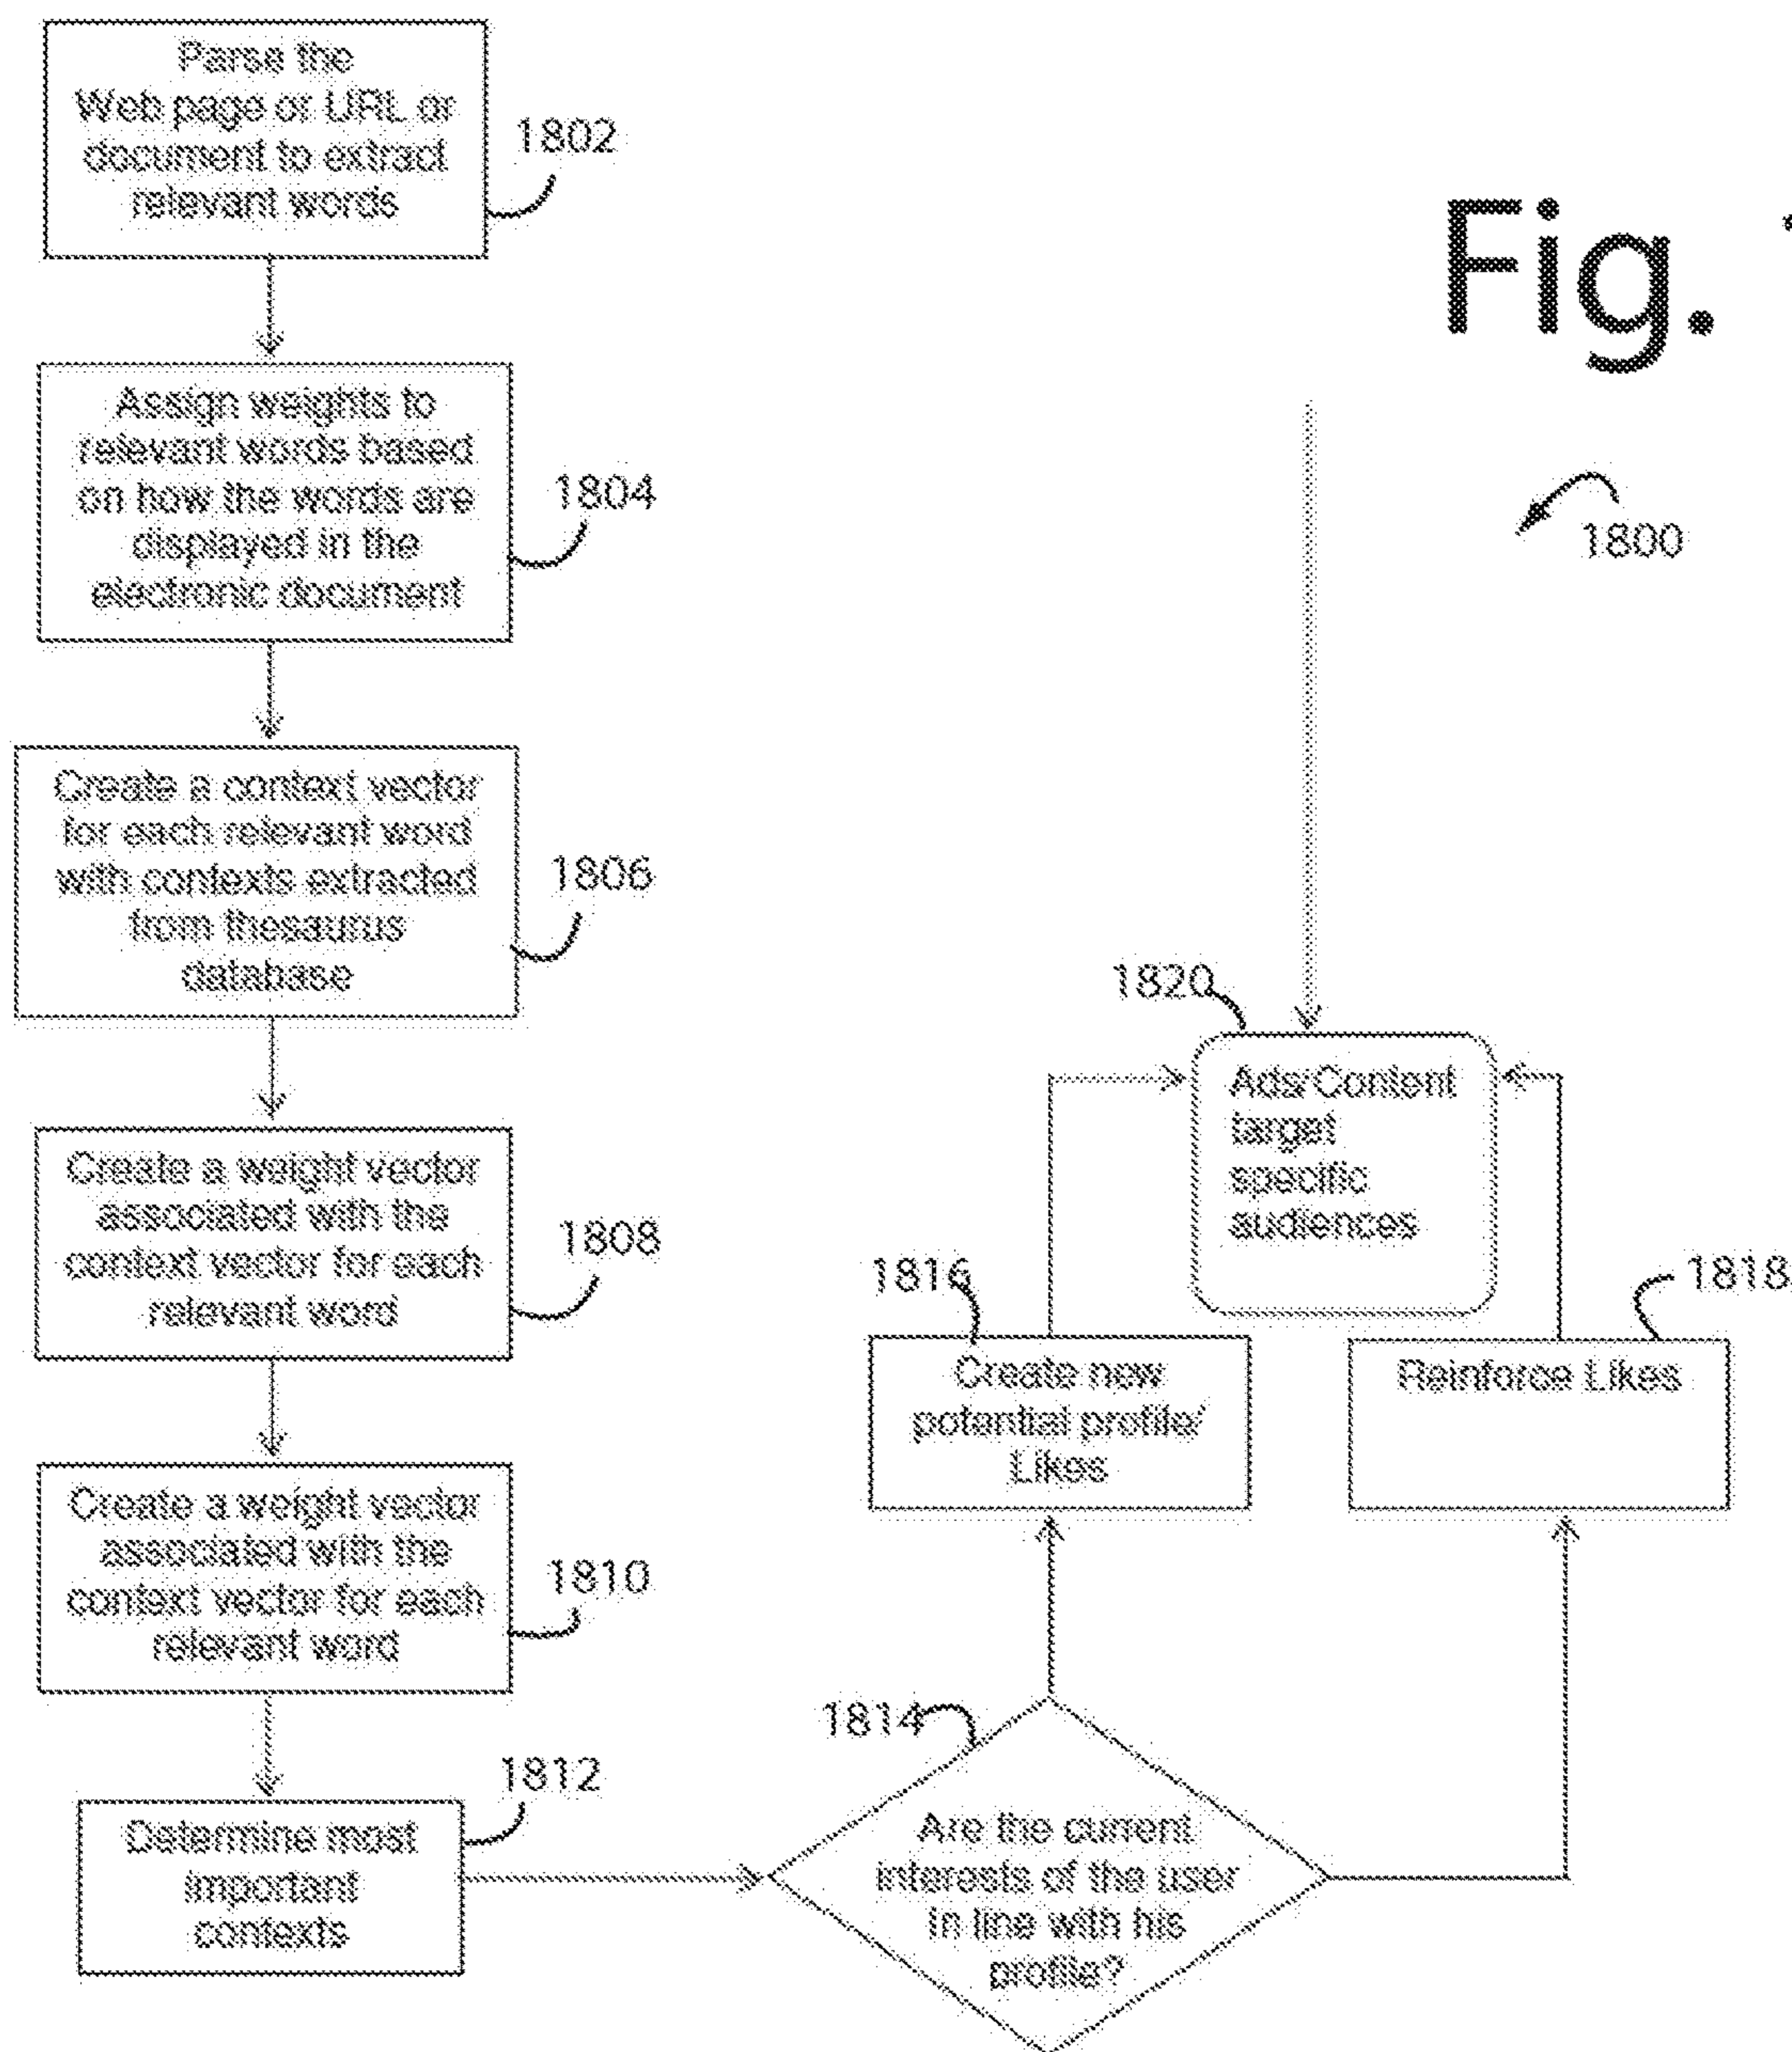 Parse the
Web page or URL or
document to extract
relevant words
1802
Fig.
Assign weights to
relevant words based
on how the words are
displayed in the
electronic document
1804
1800
Create a context vector
for each relevant word
with contexts extracted
from thesaurus
database
1806
1820
Ads/Content
target
specific
audiences
Create a weight vector
associated with the
context vector for each
relevant word
1808
1816
1818
Create new
potential profile/
Likes
Reinforce Likes
Create a weight vector
associated with the
context vector for each
relevant word
1810
1814
1812
Determine most
important
contexts
Are the current
interests of the user
In line with his
profile?